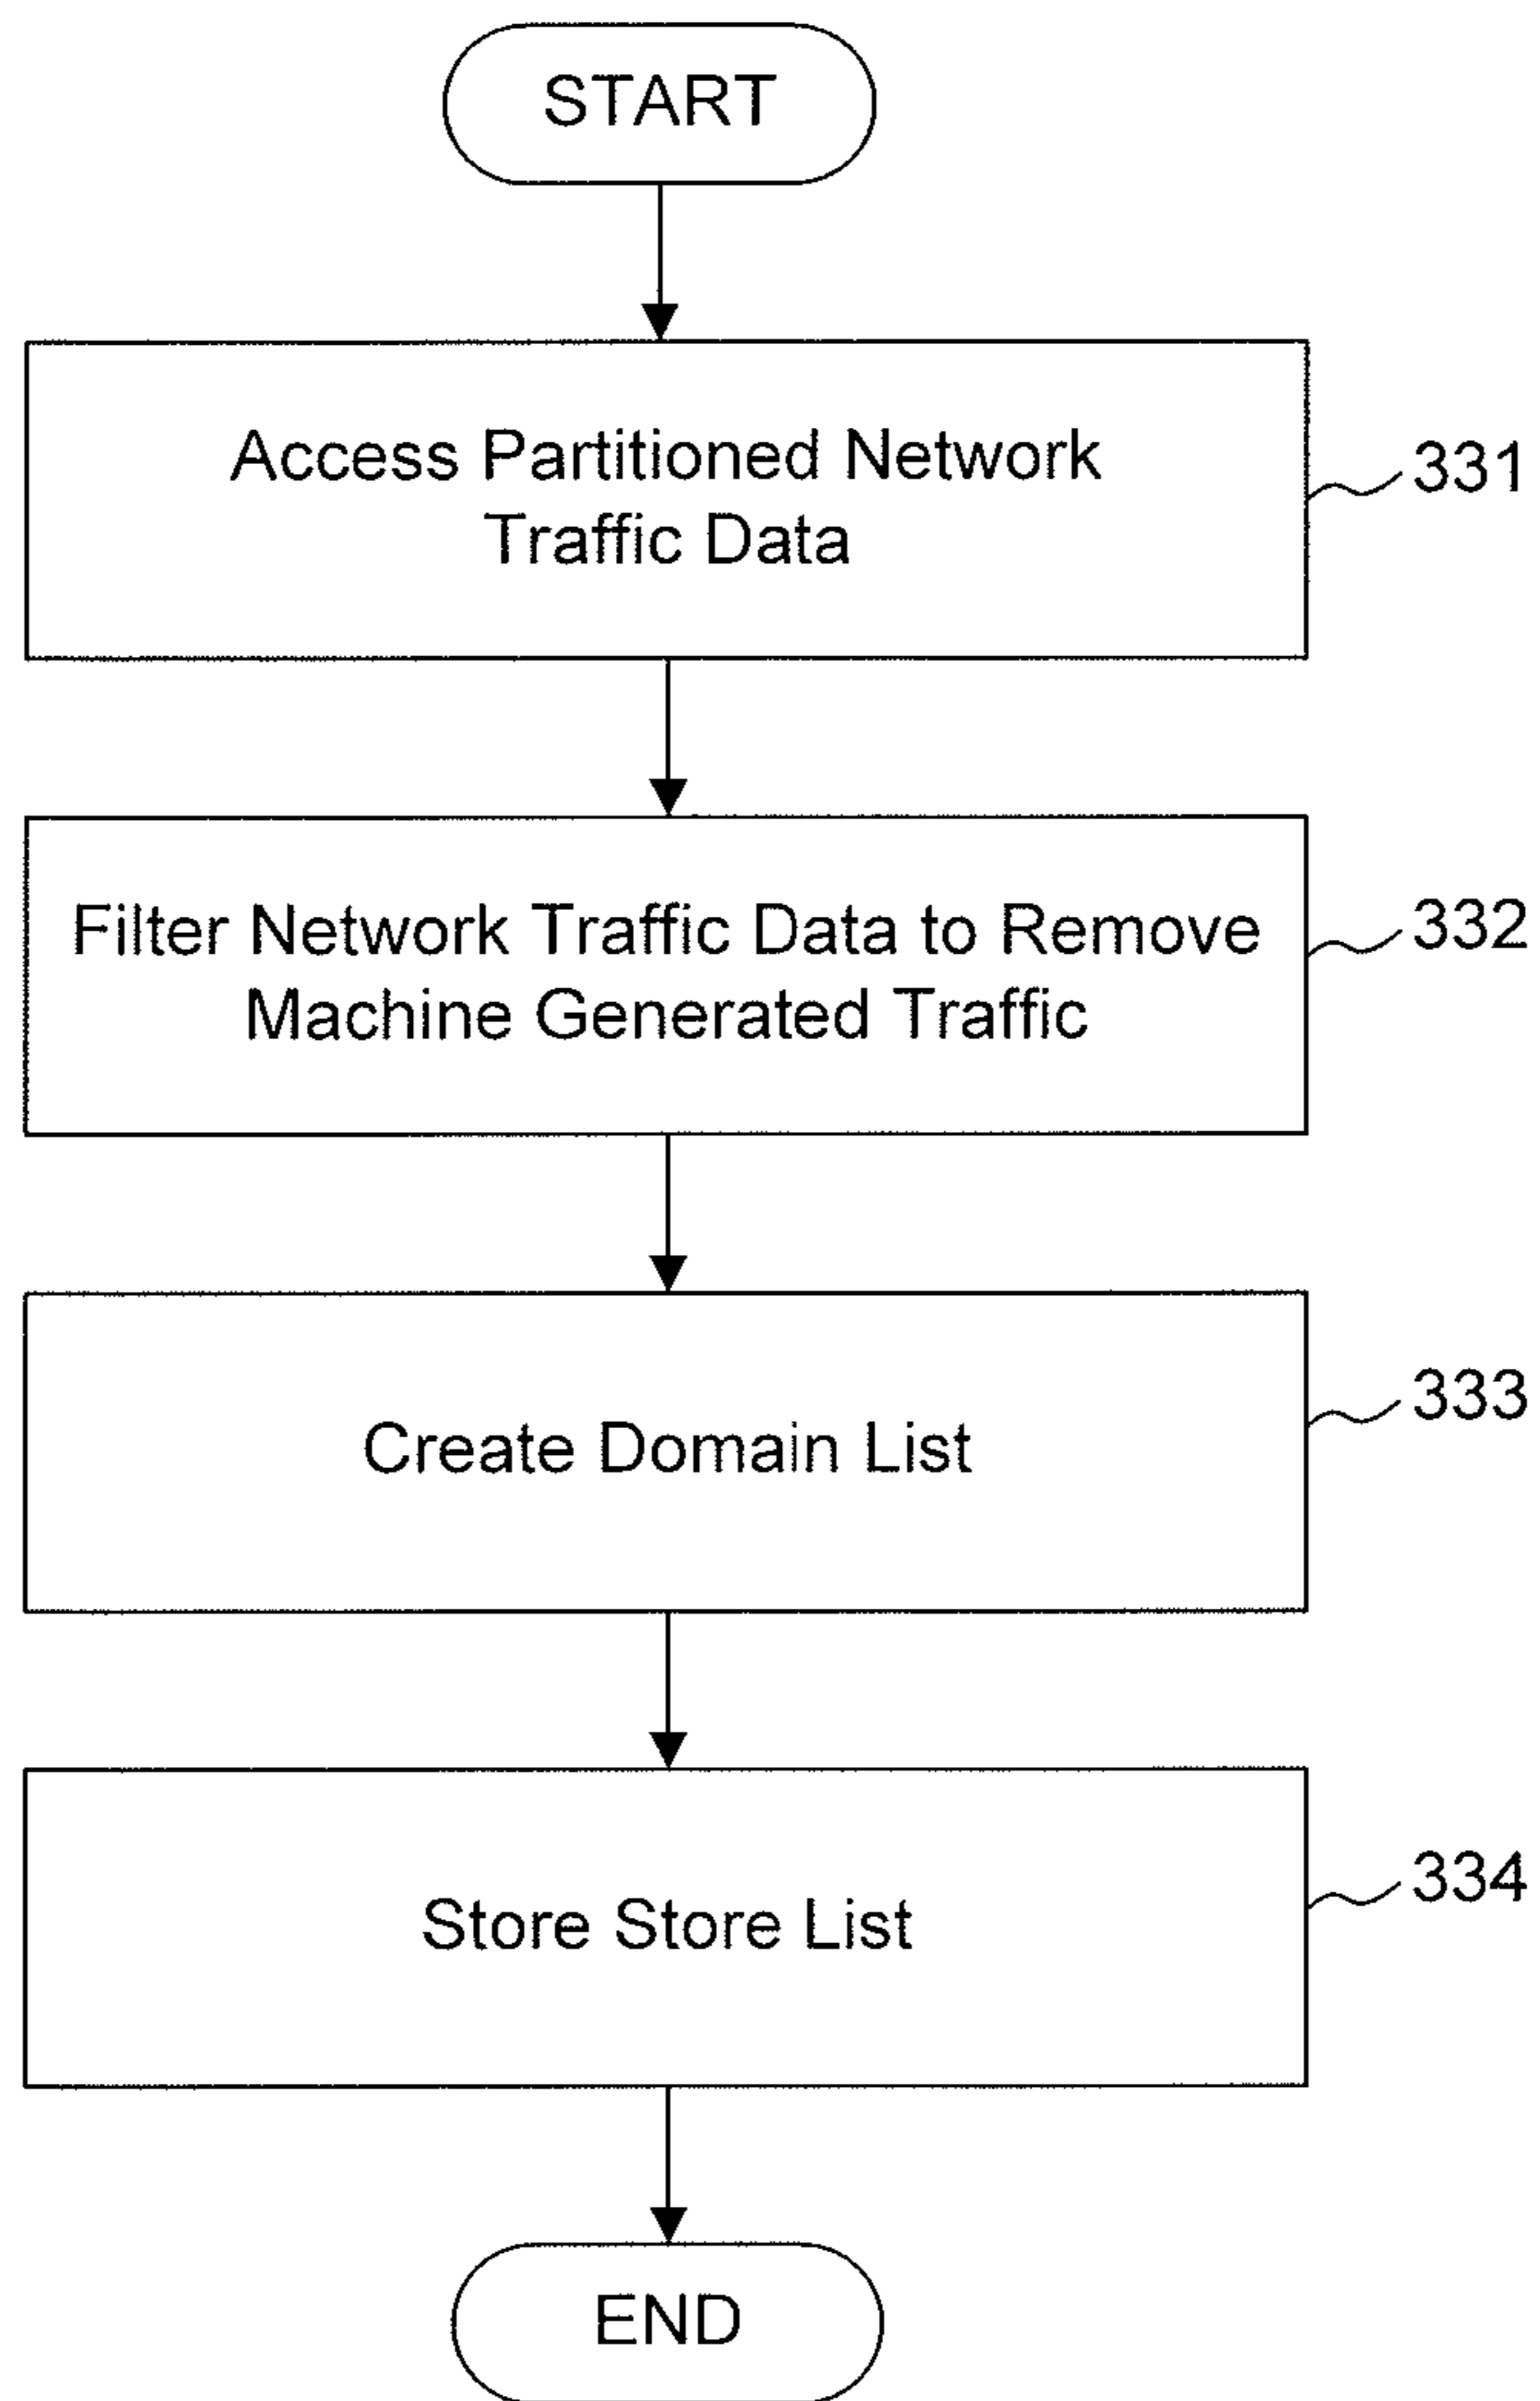 START
Access Partitioned Network
Traffic Data
331
Filter Network Traffic Data to Remove
Machine Generated Traffic
332
Create Domain List
333
Store Store List
334
END